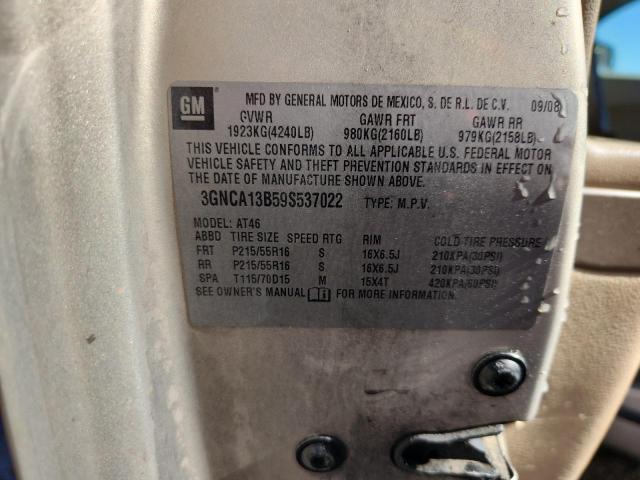 GM
MFD BY GENERAL MOTORS DE MEXICO, S. DE R.L. DE C.V. 09/08
GVWR GAWR FRT GAWR RR
1923KG(4240LB) 980KG(2160LB) 979KG(2158LB)
THIS VEHICLE CONFORMS TO ALL APPLICABLE U.S. FEDERAL MOTOR
VEHICLE SAFETY AND THEFT PREVENTION STANDARDS IN EFFECT ON
THE DATE OF MANUFACTURE SHOWN ABOVE.
3GNCA13B59S537022 TYPE: M.P.V.
MODEL: AT46
ABBD TIRE SIZE SPEED RTG RIM COLD TIRE PRESSURE
FRT P215/55R16 S 16X6.5J 210KPA(30PSI)
RR P215/55R16 S 16X6.5J 210KPA(30PSI)
SPA T115/70D15 M 15X4T 420KPA(60PSI)
SEE OWNER'S MANUAL FOR MORE INFORMATION.